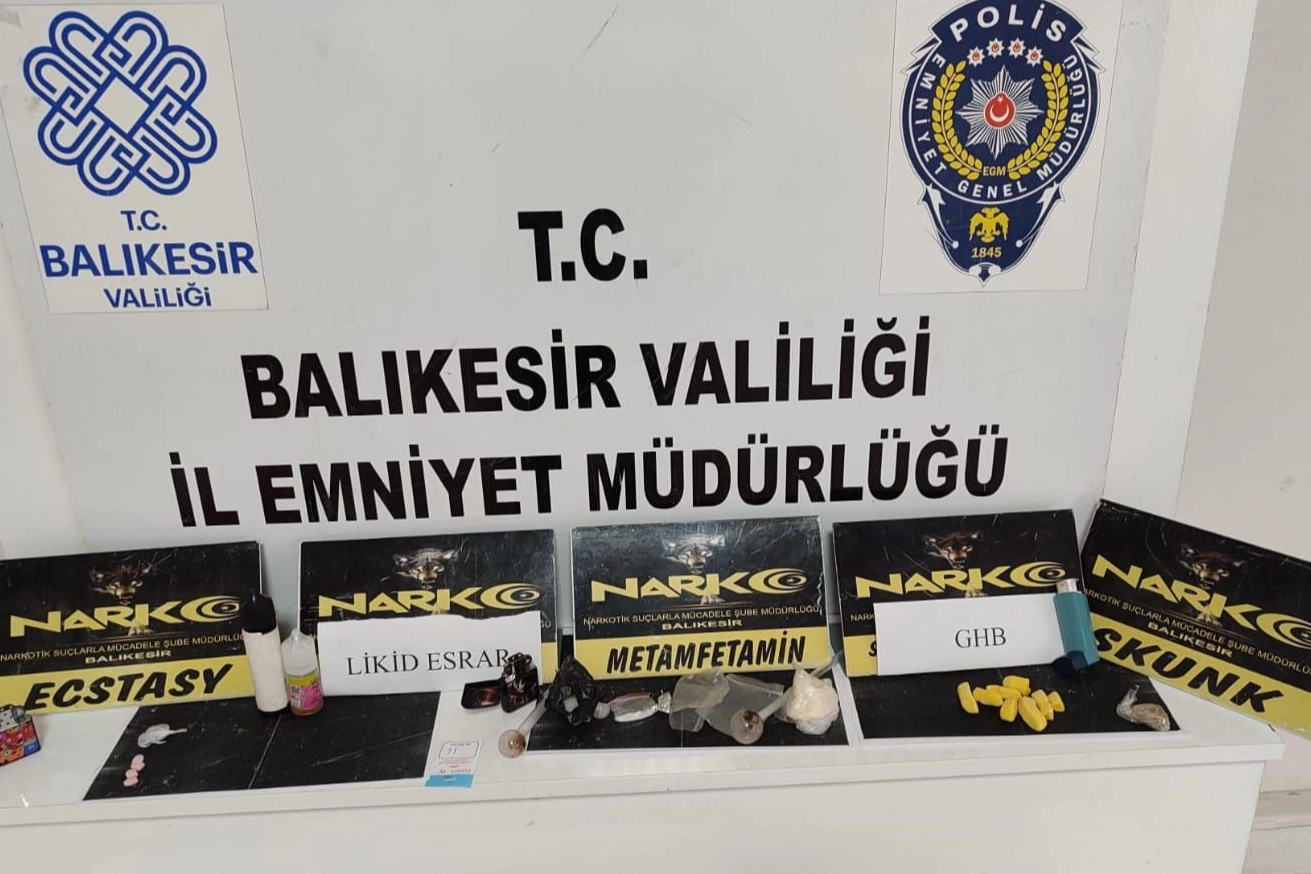 T.C.
BALIKESİR
VALİLİĞİ
POLİS
EMNİYET GENEL MÜDÜRLÜĞÜ
EGM
1845
T.C.
BALIKESİR VALİLİĞİ
İL EMNİYET MÜDÜRLÜĞÜ
NARKO
NARKOTİK SUÇLARLA MÜCADELE ŞUBE MÜDÜRLÜĞÜ
BALIKESİR
ECSTASY
NARKO
LİKİD ESRAR
NARKO
NARKOTİK SUÇLARLA MÜCADELE ŞUBE MÜDÜRLÜĞÜ
BALIKESİR
METAMFETAMİN
NARKO
GHB
NARKO
NARKOTİK SUÇLARLA MÜCADELE ŞUBE MÜDÜRLÜ
BALIKESİR
SKUNK